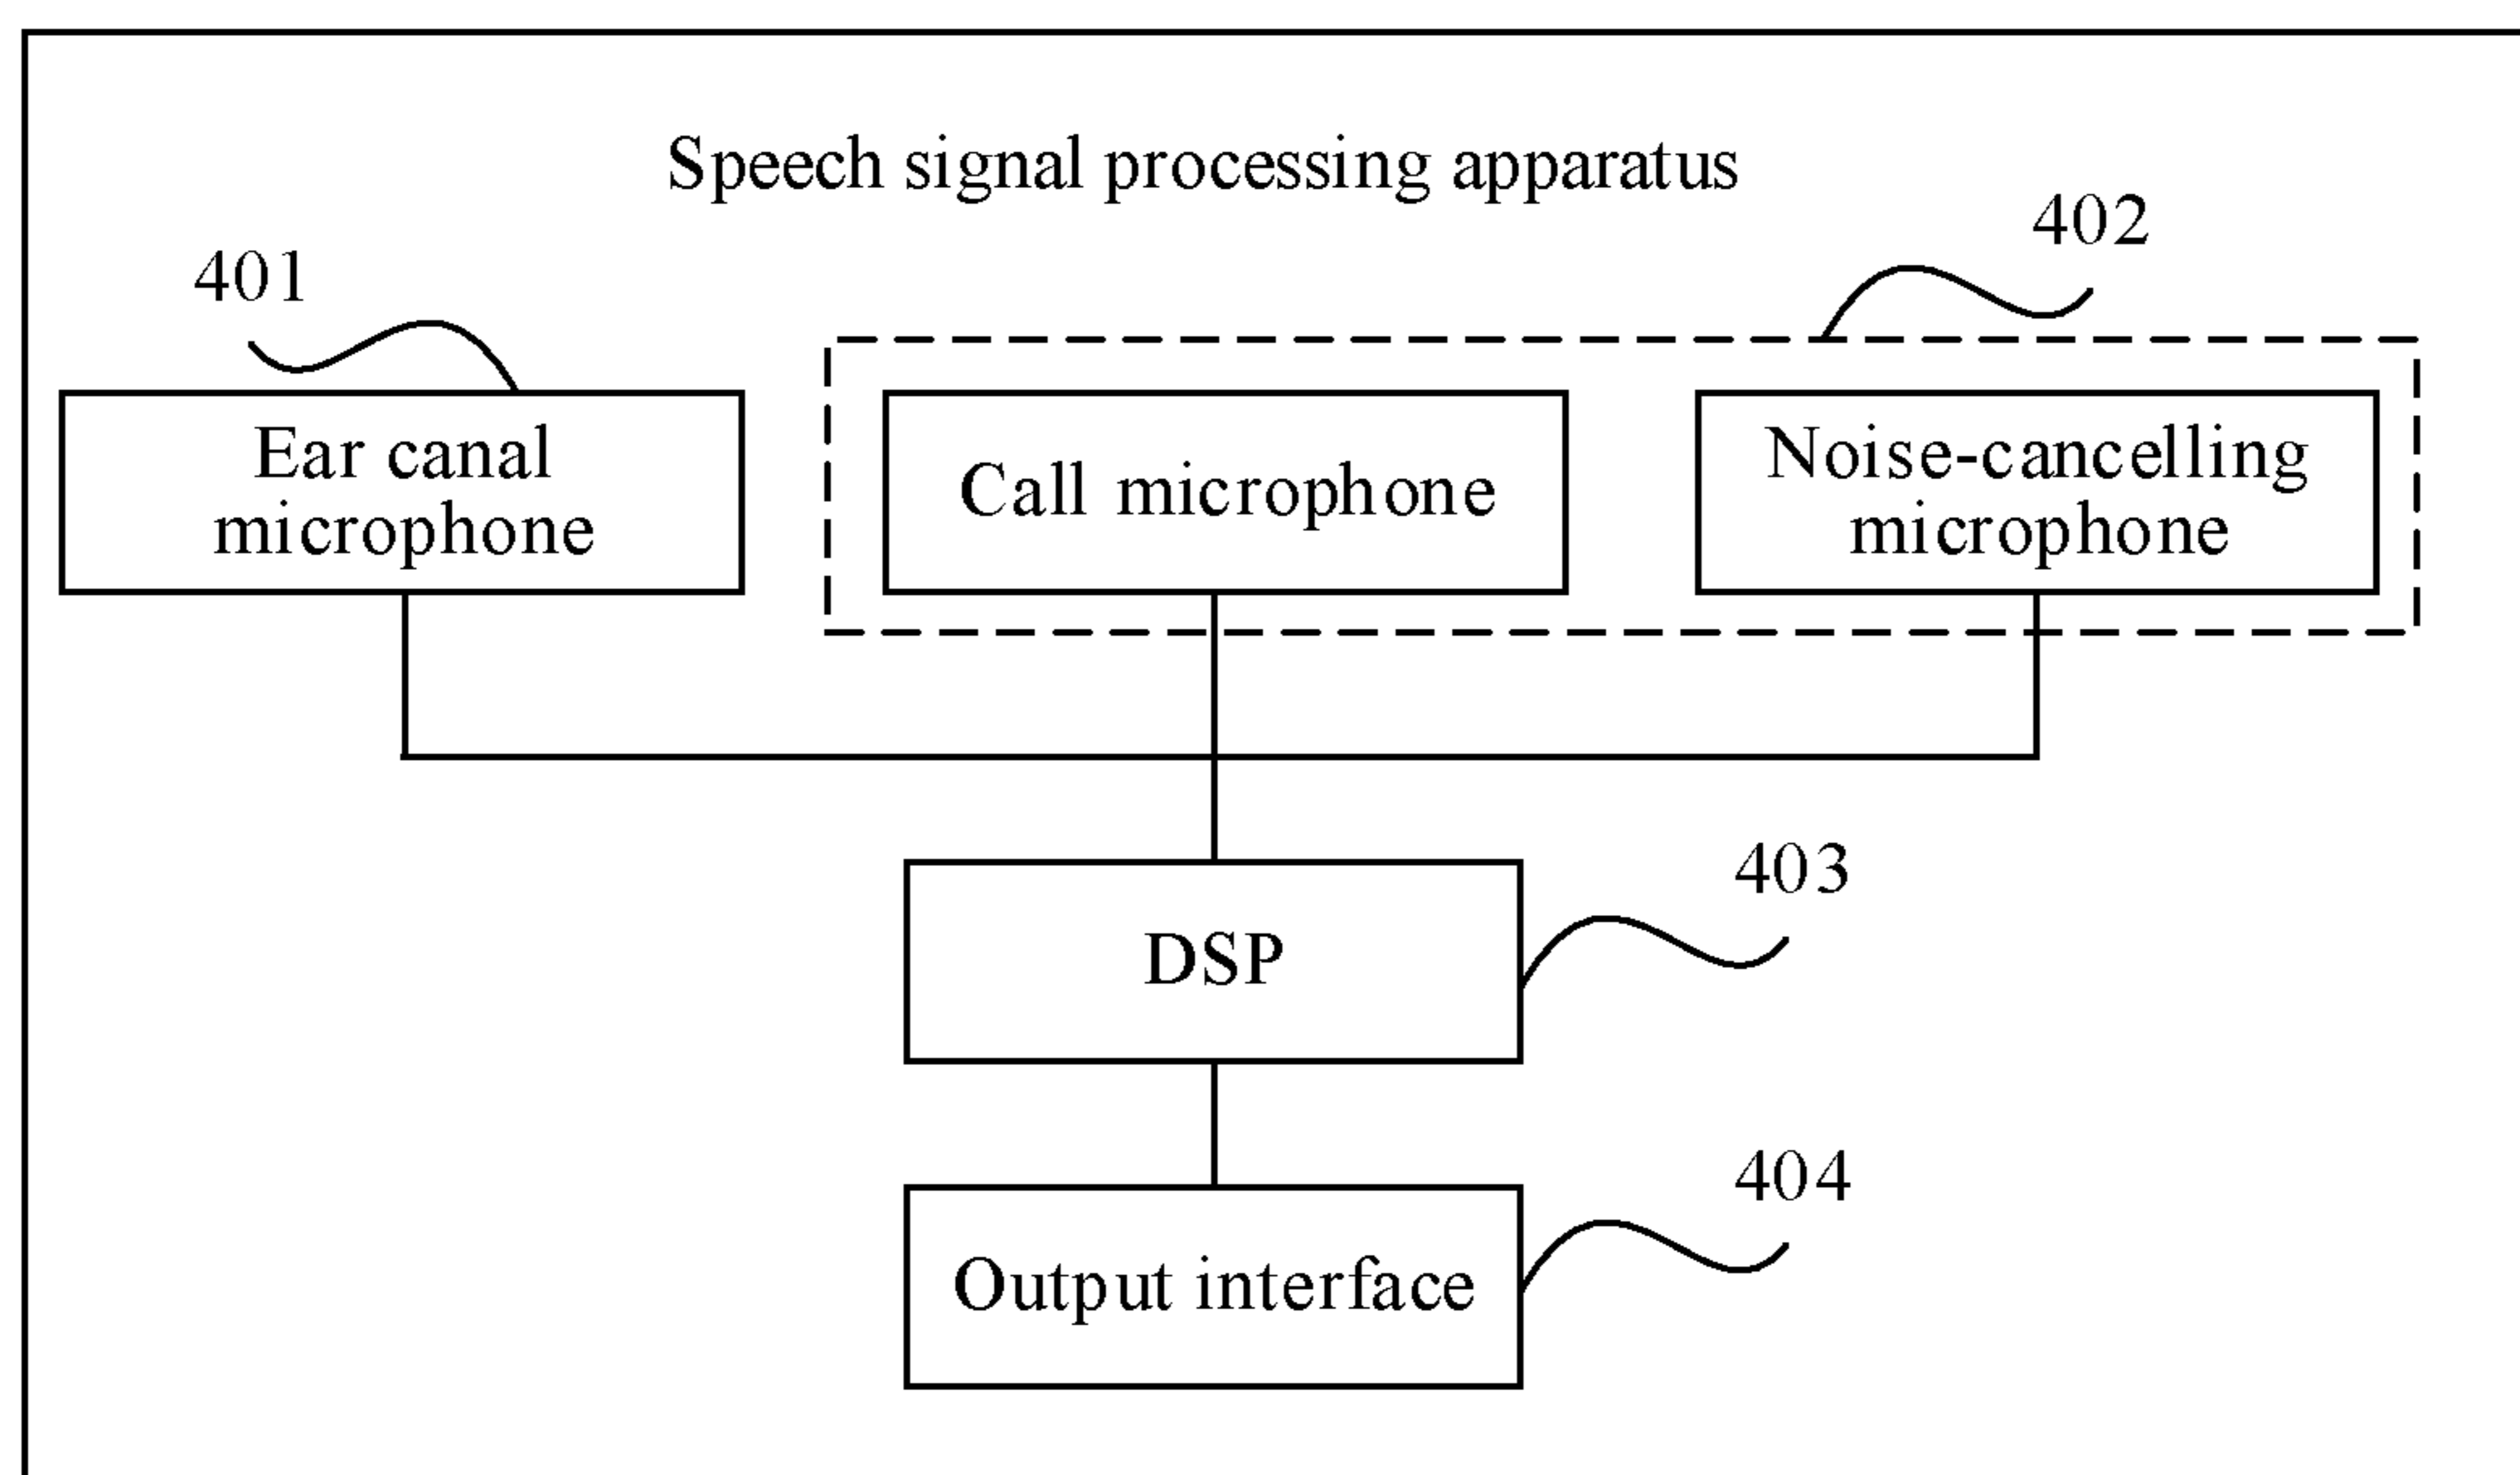 Speech signal processing apparatus
402
401
Ear canal
microphone
Call microphone
Noise-cancelling
microphone
403
DSP
404
Output interface